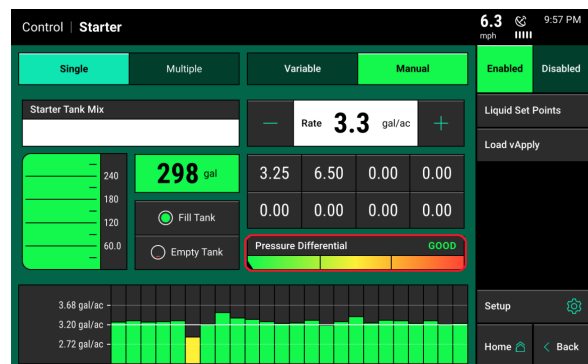 Control | Starter
6.3
mph
9:57 PM
Single
Multiple
Variable
Manual
Enabled
Disabled
Starter Tank Mix
Rate 3.3 gal/ac
Liquid Set Points
Load vApply
240
180
120
60.0
298 gal
Fill Tank
Empty Tank
3.25 6.50 0.00 0.00
0.00 0.00 0.00 0.00
Pressure Differential GOOD
3.68 gal/ac
3.20 gal/ac
2.72 gal/ac
Setup
Home
< Back